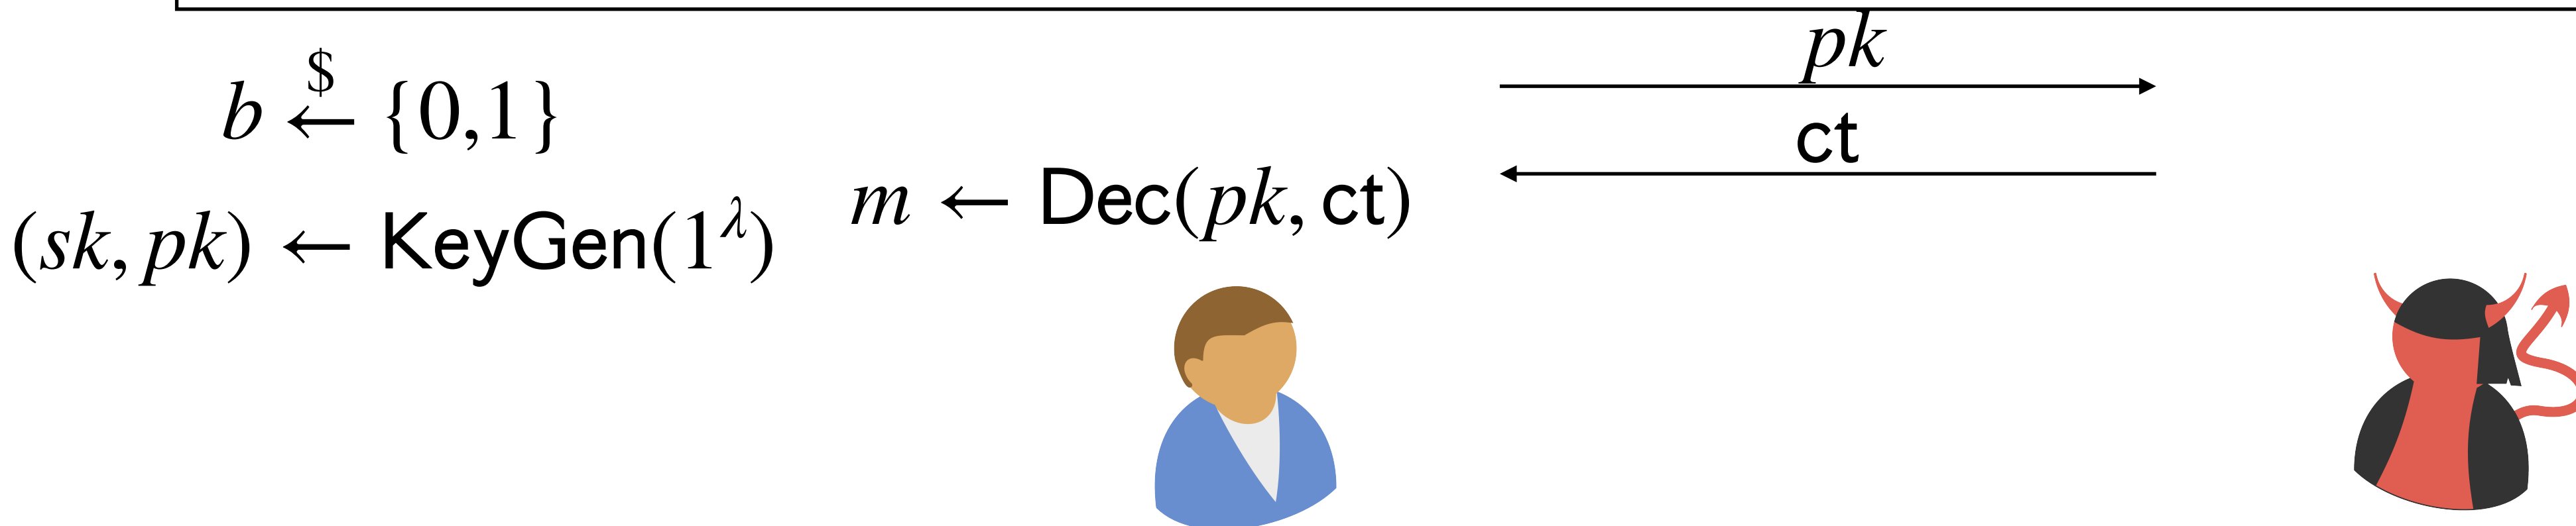 b $← {0,1}
(sk, pk) ← KeyGen(1^λ)
m ← Dec(pk, ct)
pk
ct